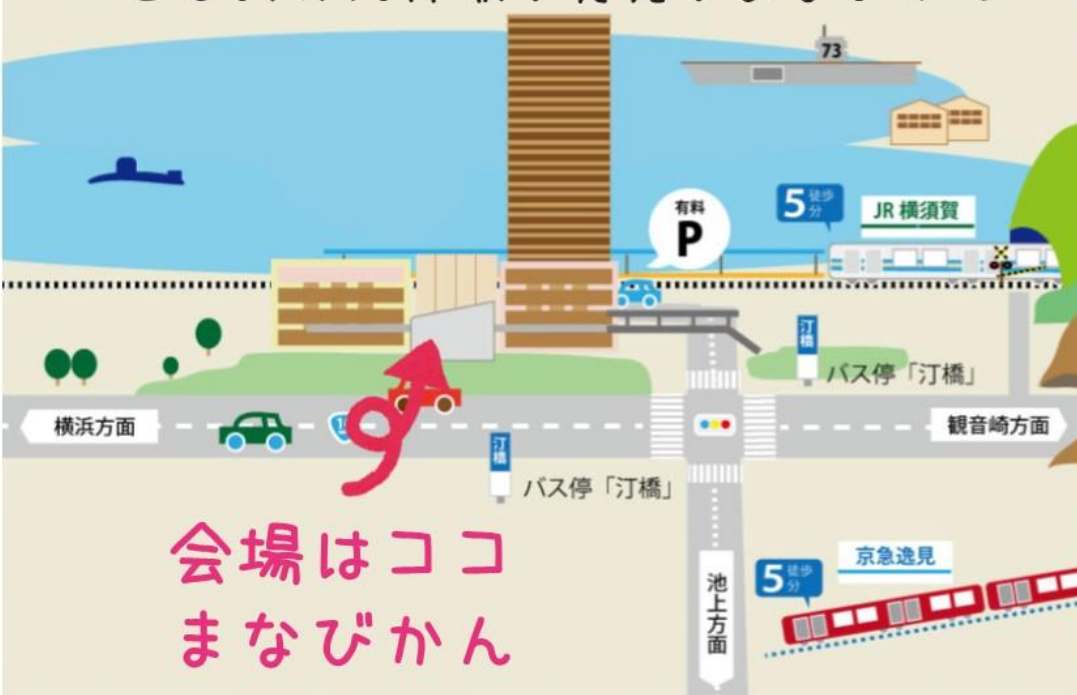 73
有料
P
5 徒歩分
JR 横須賀
汀橋
バス停「汀橋」
横浜方面
観音崎方面
汀橋
バス停「汀橋」
会場はココ
まなびかん
池上方面
5 徒歩分
京急逸見